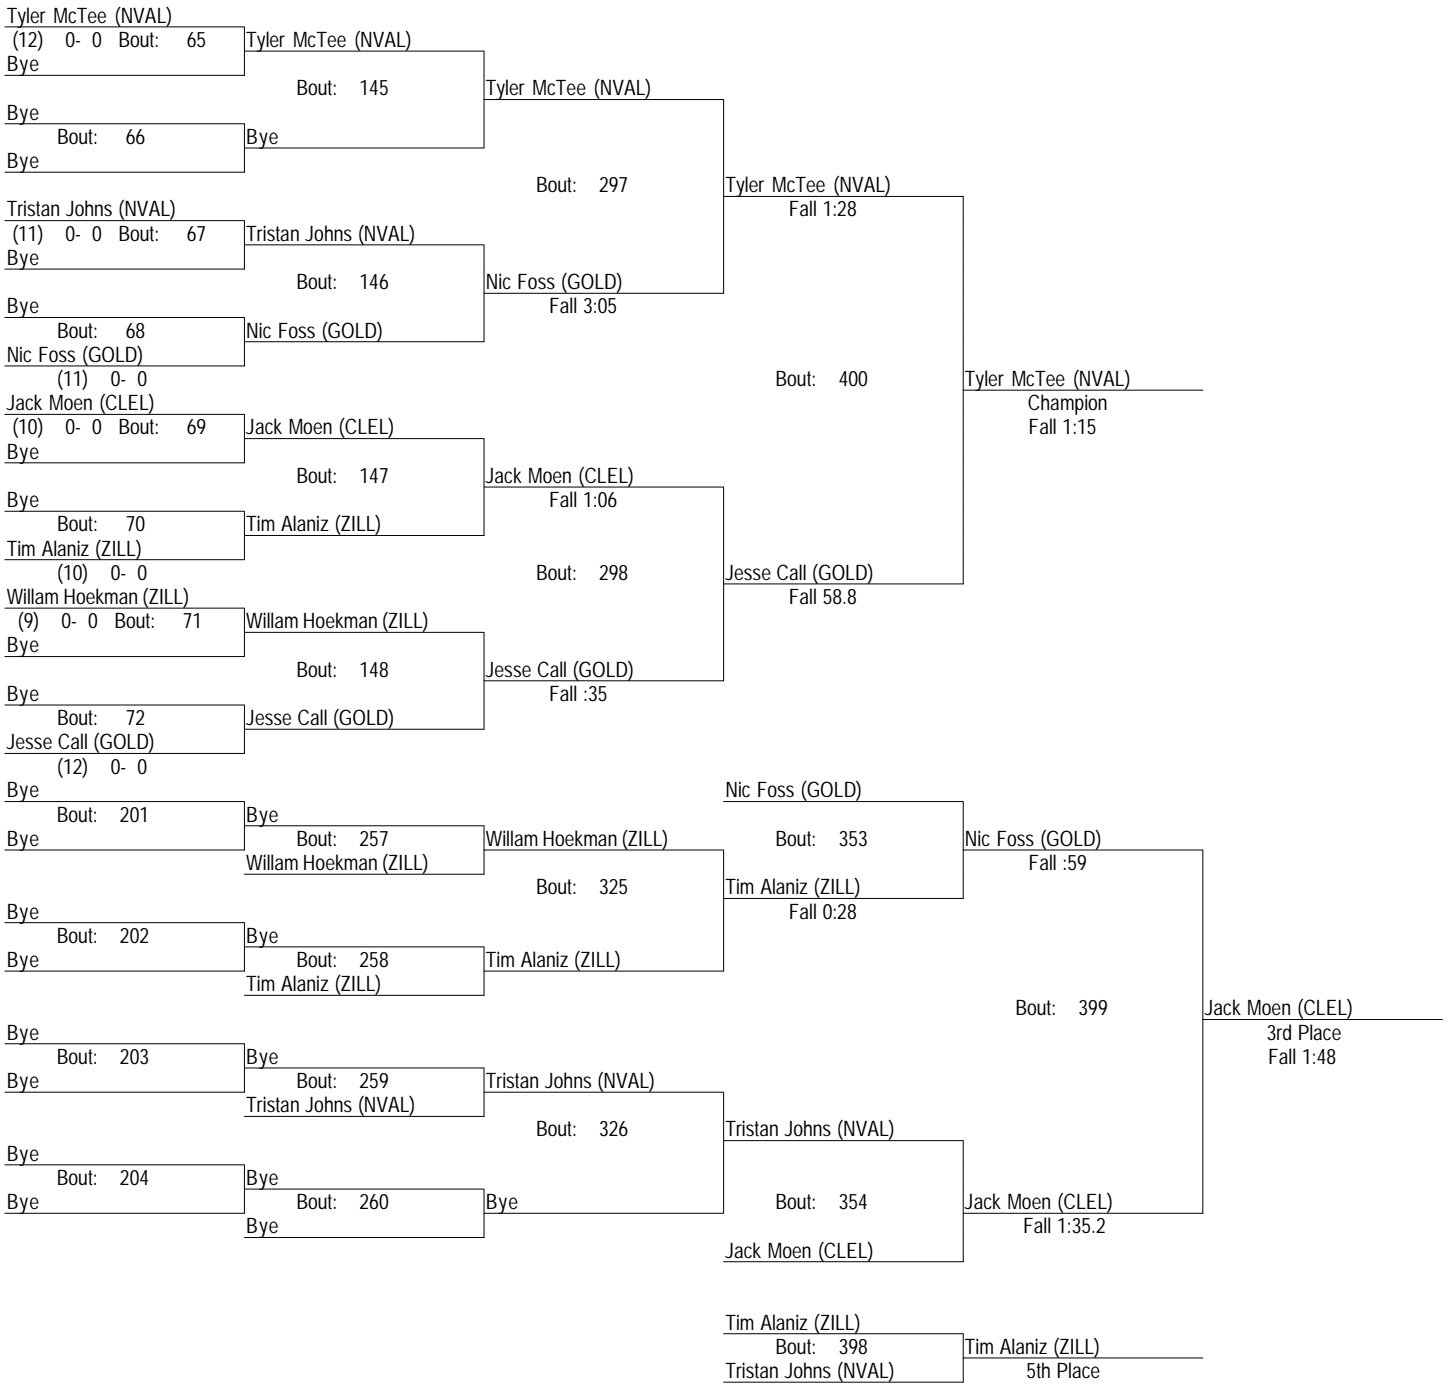 Tyler McTee (NVAL)
(12) 0- 0 Bout: 65 Tyler McTee (NVAL)
Bye
Bout: 145 Tyler McTee (NVAL)
Bye
Bout: 66 Bye
Bye
Bout: 297 Tyler McTee (NVAL)
Tristan Johns (NVAL) Fall 1:28
(11) 0- 0 Bout: 67 Tristan Johns (NVAL)
Bye
Bout: 146 Nic Foss (GOLD)
Bye Fall 3:05
Bout: 68 Nic Foss (GOLD)
Nic Foss (GOLD)
(11) 0- 0 Bout: 400 Tyler McTee (NVAL)
Jack Moen (CLEL) Champion
(10) 0- 0 Bout: 69 Jack Moen (CLEL) Fall 1:15
Bye
Bout: 147 Jack Moen (CLEL)
Bye Fall 1:06
Bout: 70 Tim Alaniz (ZILL)
Tim Alaniz (ZILL)
(10) 0- 0 Bout: 298 Jesse Call (GOLD)
Willam Hoekman (ZILL) Fall 58.8
(9) 0- 0 Bout: 71 Willam Hoekman (ZILL)
Bye
Bout: 148 Jesse Call (GOLD)
Bye Fall :35
Bout: 72 Jesse Call (GOLD)
Jesse Call (GOLD)
(12) 0- 0
Bye Nic Foss (GOLD)
Bout: 201 Bye
Bye Bout: 257 Willam Hoekman (ZILL) Bout: 353 Nic Foss (GOLD)
Willam Hoekman (ZILL) Fall :59
Bout: 325 Tim Alaniz (ZILL)
Bye Fall 0:28
Bout: 202 Bye
Bye Bout: 258 Tim Alaniz (ZILL)
Tim Alaniz (ZILL)
Bout: 399 Jack Moen (CLEL)
Bye 3rd Place
Bout: 203 Bye Fall 1:48
Bye Bout: 259 Tristan Johns (NVAL)
Tristan Johns (NVAL)
Bout: 326 Tristan Johns (NVAL)
Bye
Bout: 204 Bye
Bye Bout: 260 Bye Bout: 354 Jack Moen (CLEL)
Bye Fall 1:35.2
Jack Moen (CLEL)
Tim Alaniz (ZILL)
Bout: 398 Tim Alaniz (ZILL)
Tristan Johns (NVAL) 5th Place